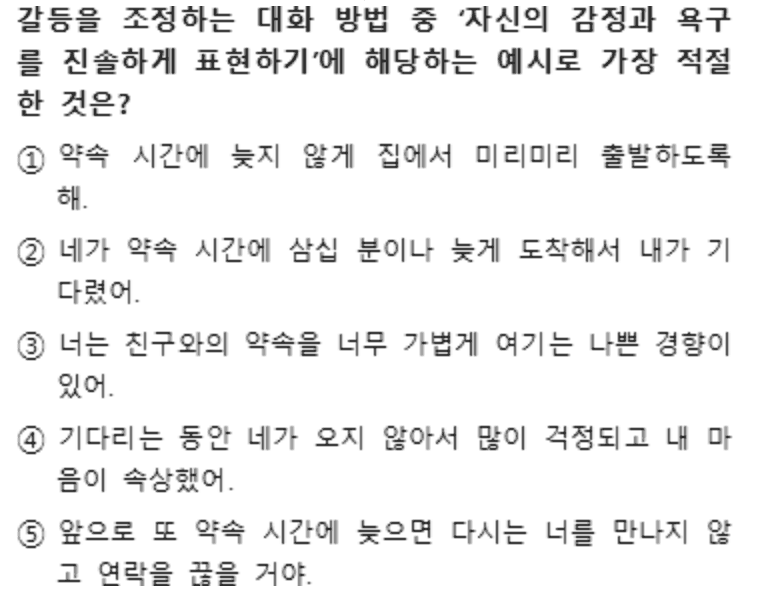 갈등을 조정하는 대화 방법 중 ‘자신의 감정과 욕구
를 진솔하게 표현하기’에 해당하는 예시로 가장 적절
한 것은?
① 약속 시간에 늦지 않게 집에서 미리미리 출발하도록
해.
② 네가 약속 시간에 삼십 분이나 늦게 도착해서 내가 기
다렸어.
③ 너는 친구와의 약속을 너무 가볍게 여기는 나쁜 경향이
있어.
④ 기다리는 동안 네가 오지 않아서 많이 걱정되고 내 마
음이 속상했어.
⑤ 앞으로 또 약속 시간에 늦으면 다시는 너를 만나지 않
고 연락을 끊을 거야.